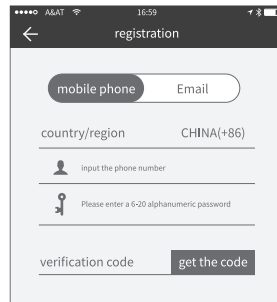 A&AT 16:59
registration
mobile phone Email
country/region CHINA(+86)
input the phone number
Please enter a 6-20 alphanumeric password
verification code get the code